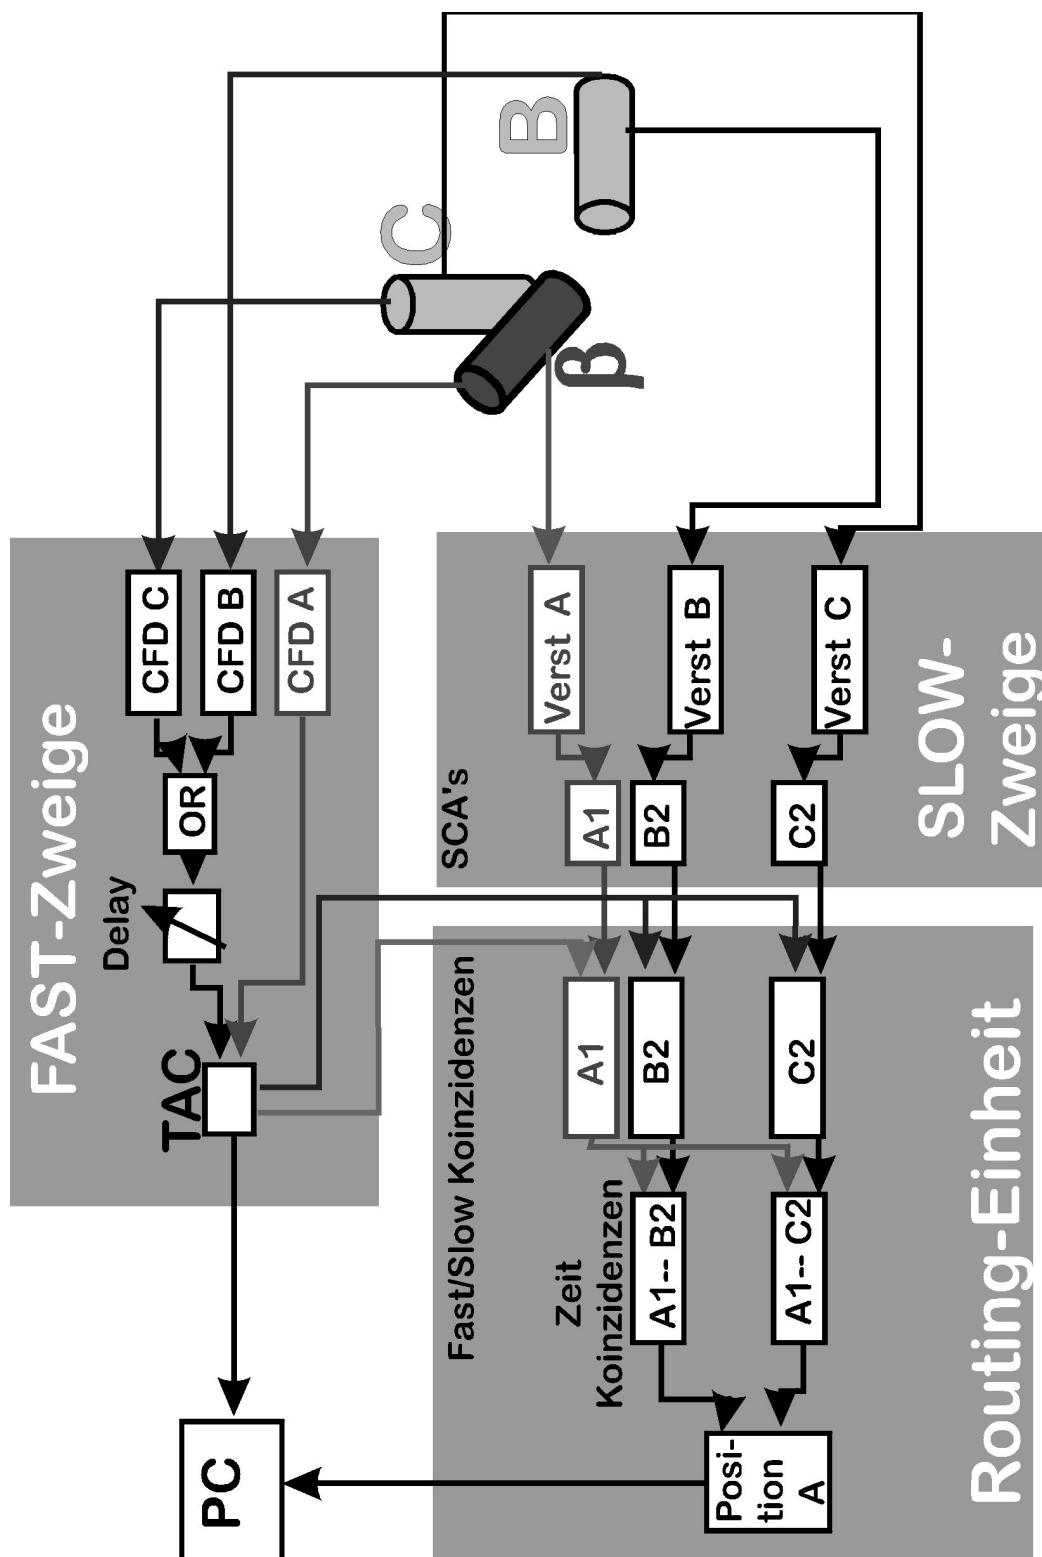 B
C
β
FAST-Zweige
CFD C
CFD B
CFD A
OR
Delay
TAC
PC
SLOW-
Zweige
Verst A
Verst B
Verst C
SCA's
A1
B2
C2
Routing-Einheit
Fast/Slow Koinzidenzen
A1
B2
C2
Zeit
Koinzidenzen
A1-- B2
A1-- C2
Posi-
tion
A